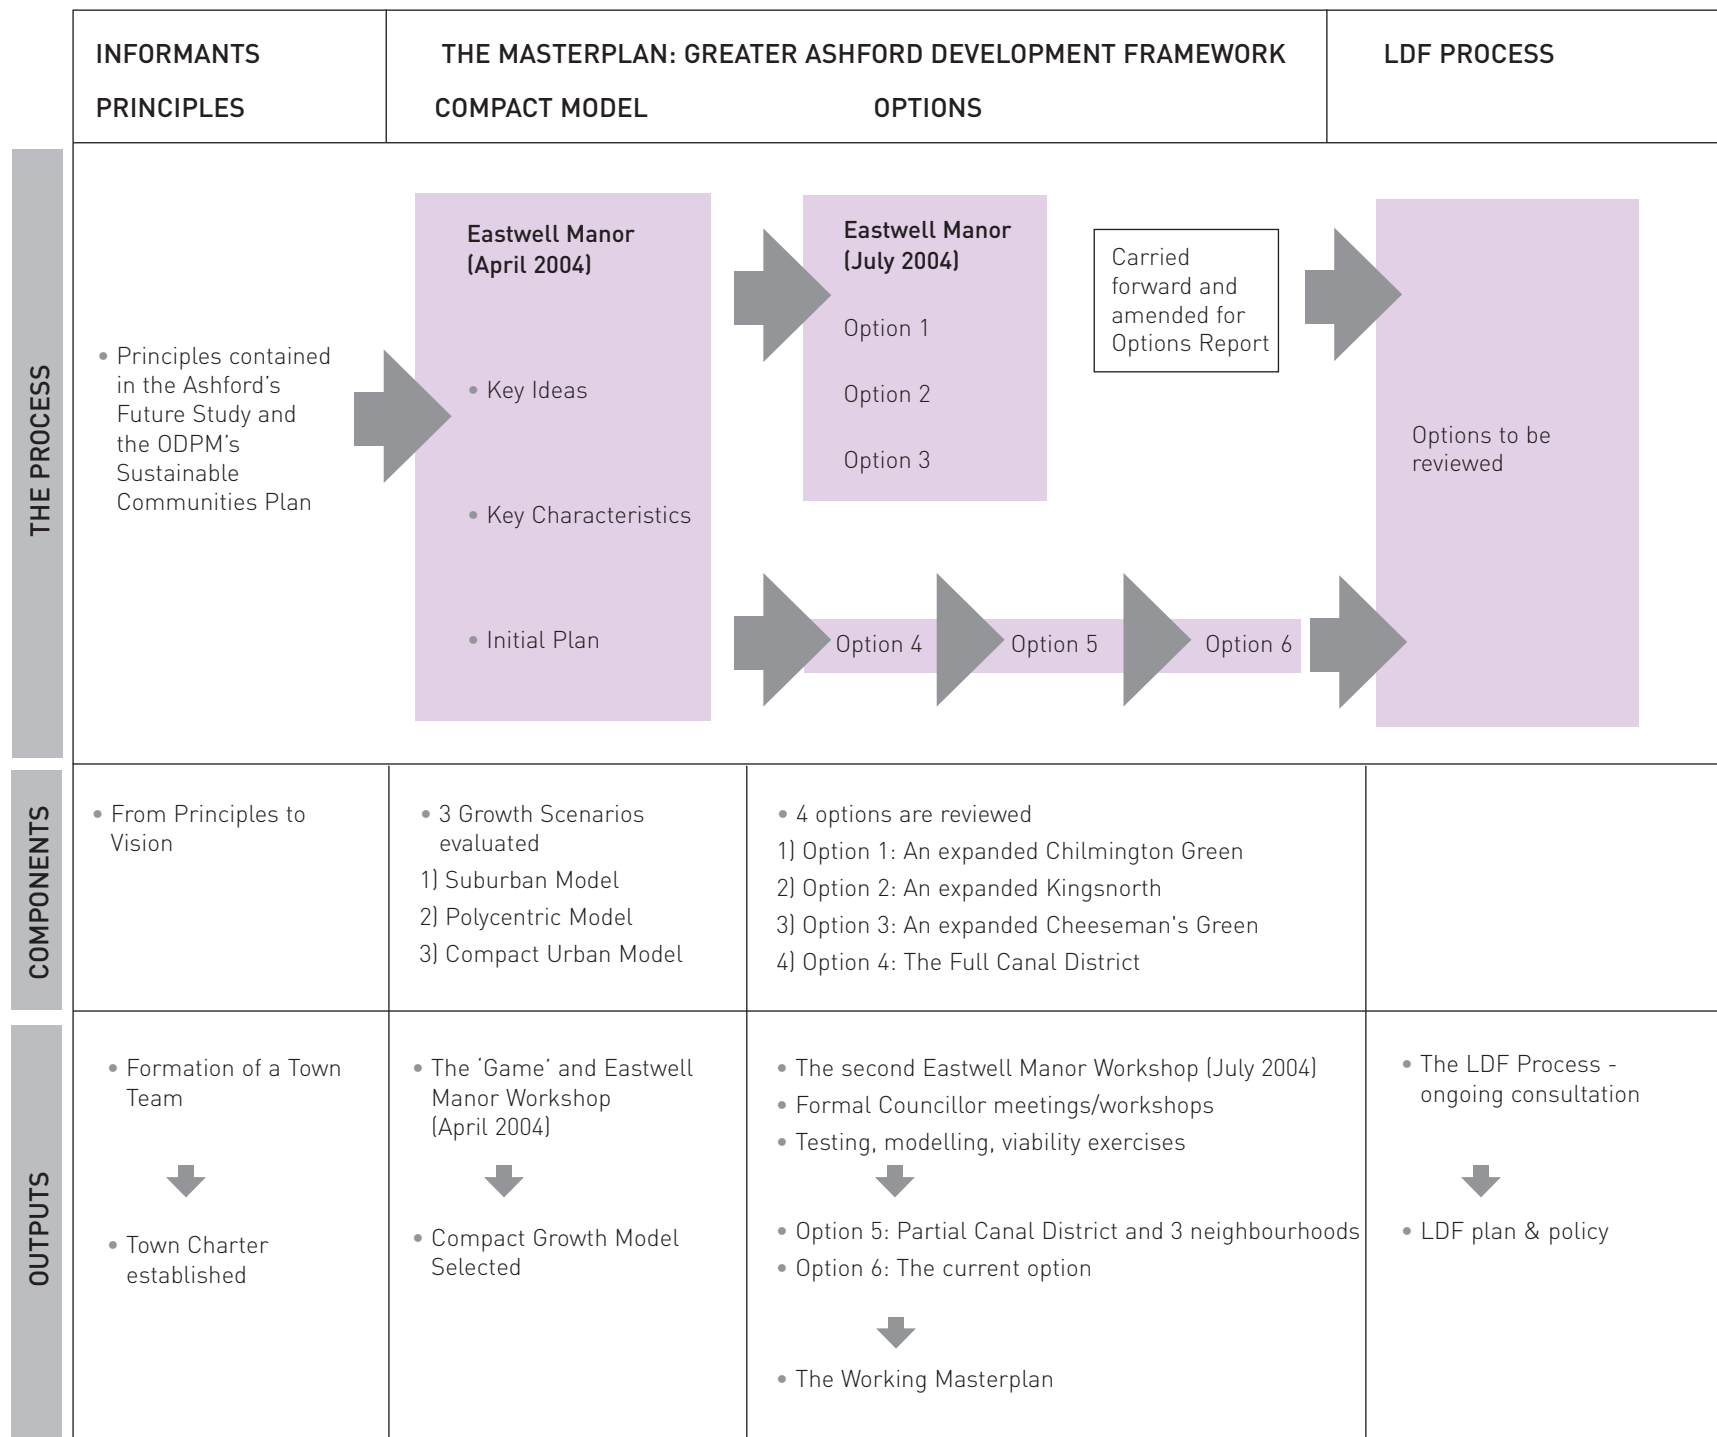 INFORMANTS
PRINCIPLES
THE MASTERPLAN: GREATER ASHFORD DEVELOPMENT FRAMEWORK
COMPACT MODEL
OPTIONS
LDF PROCESS
THE PROCESS
• Principles contained
in the Ashford’s
Future Study and
the ODPM’s
Sustainable
Communities Plan
Eastwell Manor
(April 2004)
• Key Ideas
• Key Characteristics
• Initial Plan
Eastwell Manor
(July 2004)
Option 1
Option 2
Option 3
Carried
forward and
amended for
Options Report
Option 4
Option 5
Option 6
Options to be
reviewed
COMPONENTS
• From Principles to
Vision
• 3 Growth Scenarios
evaluated
1) Suburban Model
2) Polycentric Model
3) Compact Urban Model
• 4 options are reviewed
1) Option 1: An expanded Chilmington Green
2) Option 2: An expanded Kingsnorth
3) Option 3: An expanded Cheeseman's Green
4) Option 4: The Full Canal District
OUTPUTS
• Formation of a Town
Team
• Town Charter
established
• The ‘Game’ and Eastwell
Manor Workshop
(April 2004)
• Compact Growth Model
Selected
• The second Eastwell Manor Workshop (July 2004)
• Formal Councillor meetings/workshops
• Testing, modelling, viability exercises
• Option 5: Partial Canal District and 3 neighbourhoods
• Option 6: The current option
• The Working Masterplan
• The LDF Process -
ongoing consultation
• LDF plan & policy